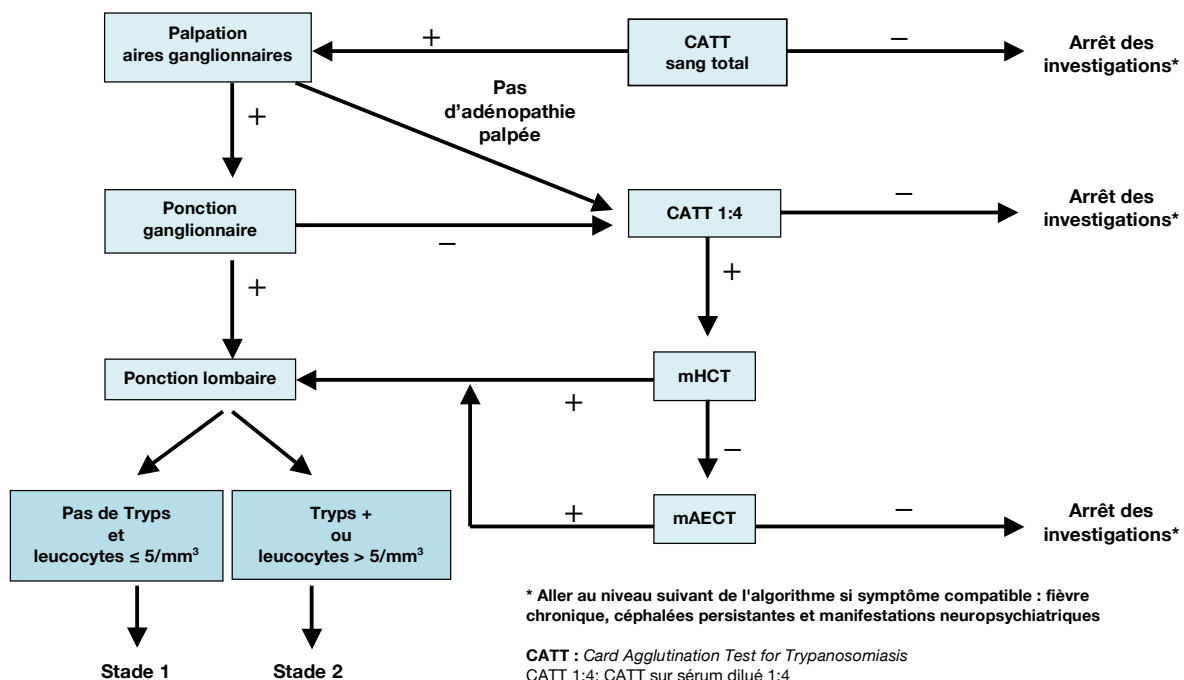 Palpation
aires ganglionnaires
+
CATT
sang total
−
Arrêt des
investigations*
+
Pas
d'adénopathie
palpée
Ponction
ganglionnaire
−
CATT 1:4
−
Arrêt des
investigations*
+
+
Ponction lombaire
+
mHCT
−
Pas de Tryps
et
leucocytes ≤ 5/mm³
Tryps +
ou
leucocytes > 5/mm³
+
mAECT
−
Arrêt des
investigations*
Stade 1
Stade 2
* Aller au niveau suivant de l'algorithme si symptôme compatible : fièvre
chronique, céphalées persistantes et manifestations neuropsychiatriques
CATT : Card Agglutination Test for Trypanosomiasis
CATT 1:4: CATT sur sérum dilué 1:4